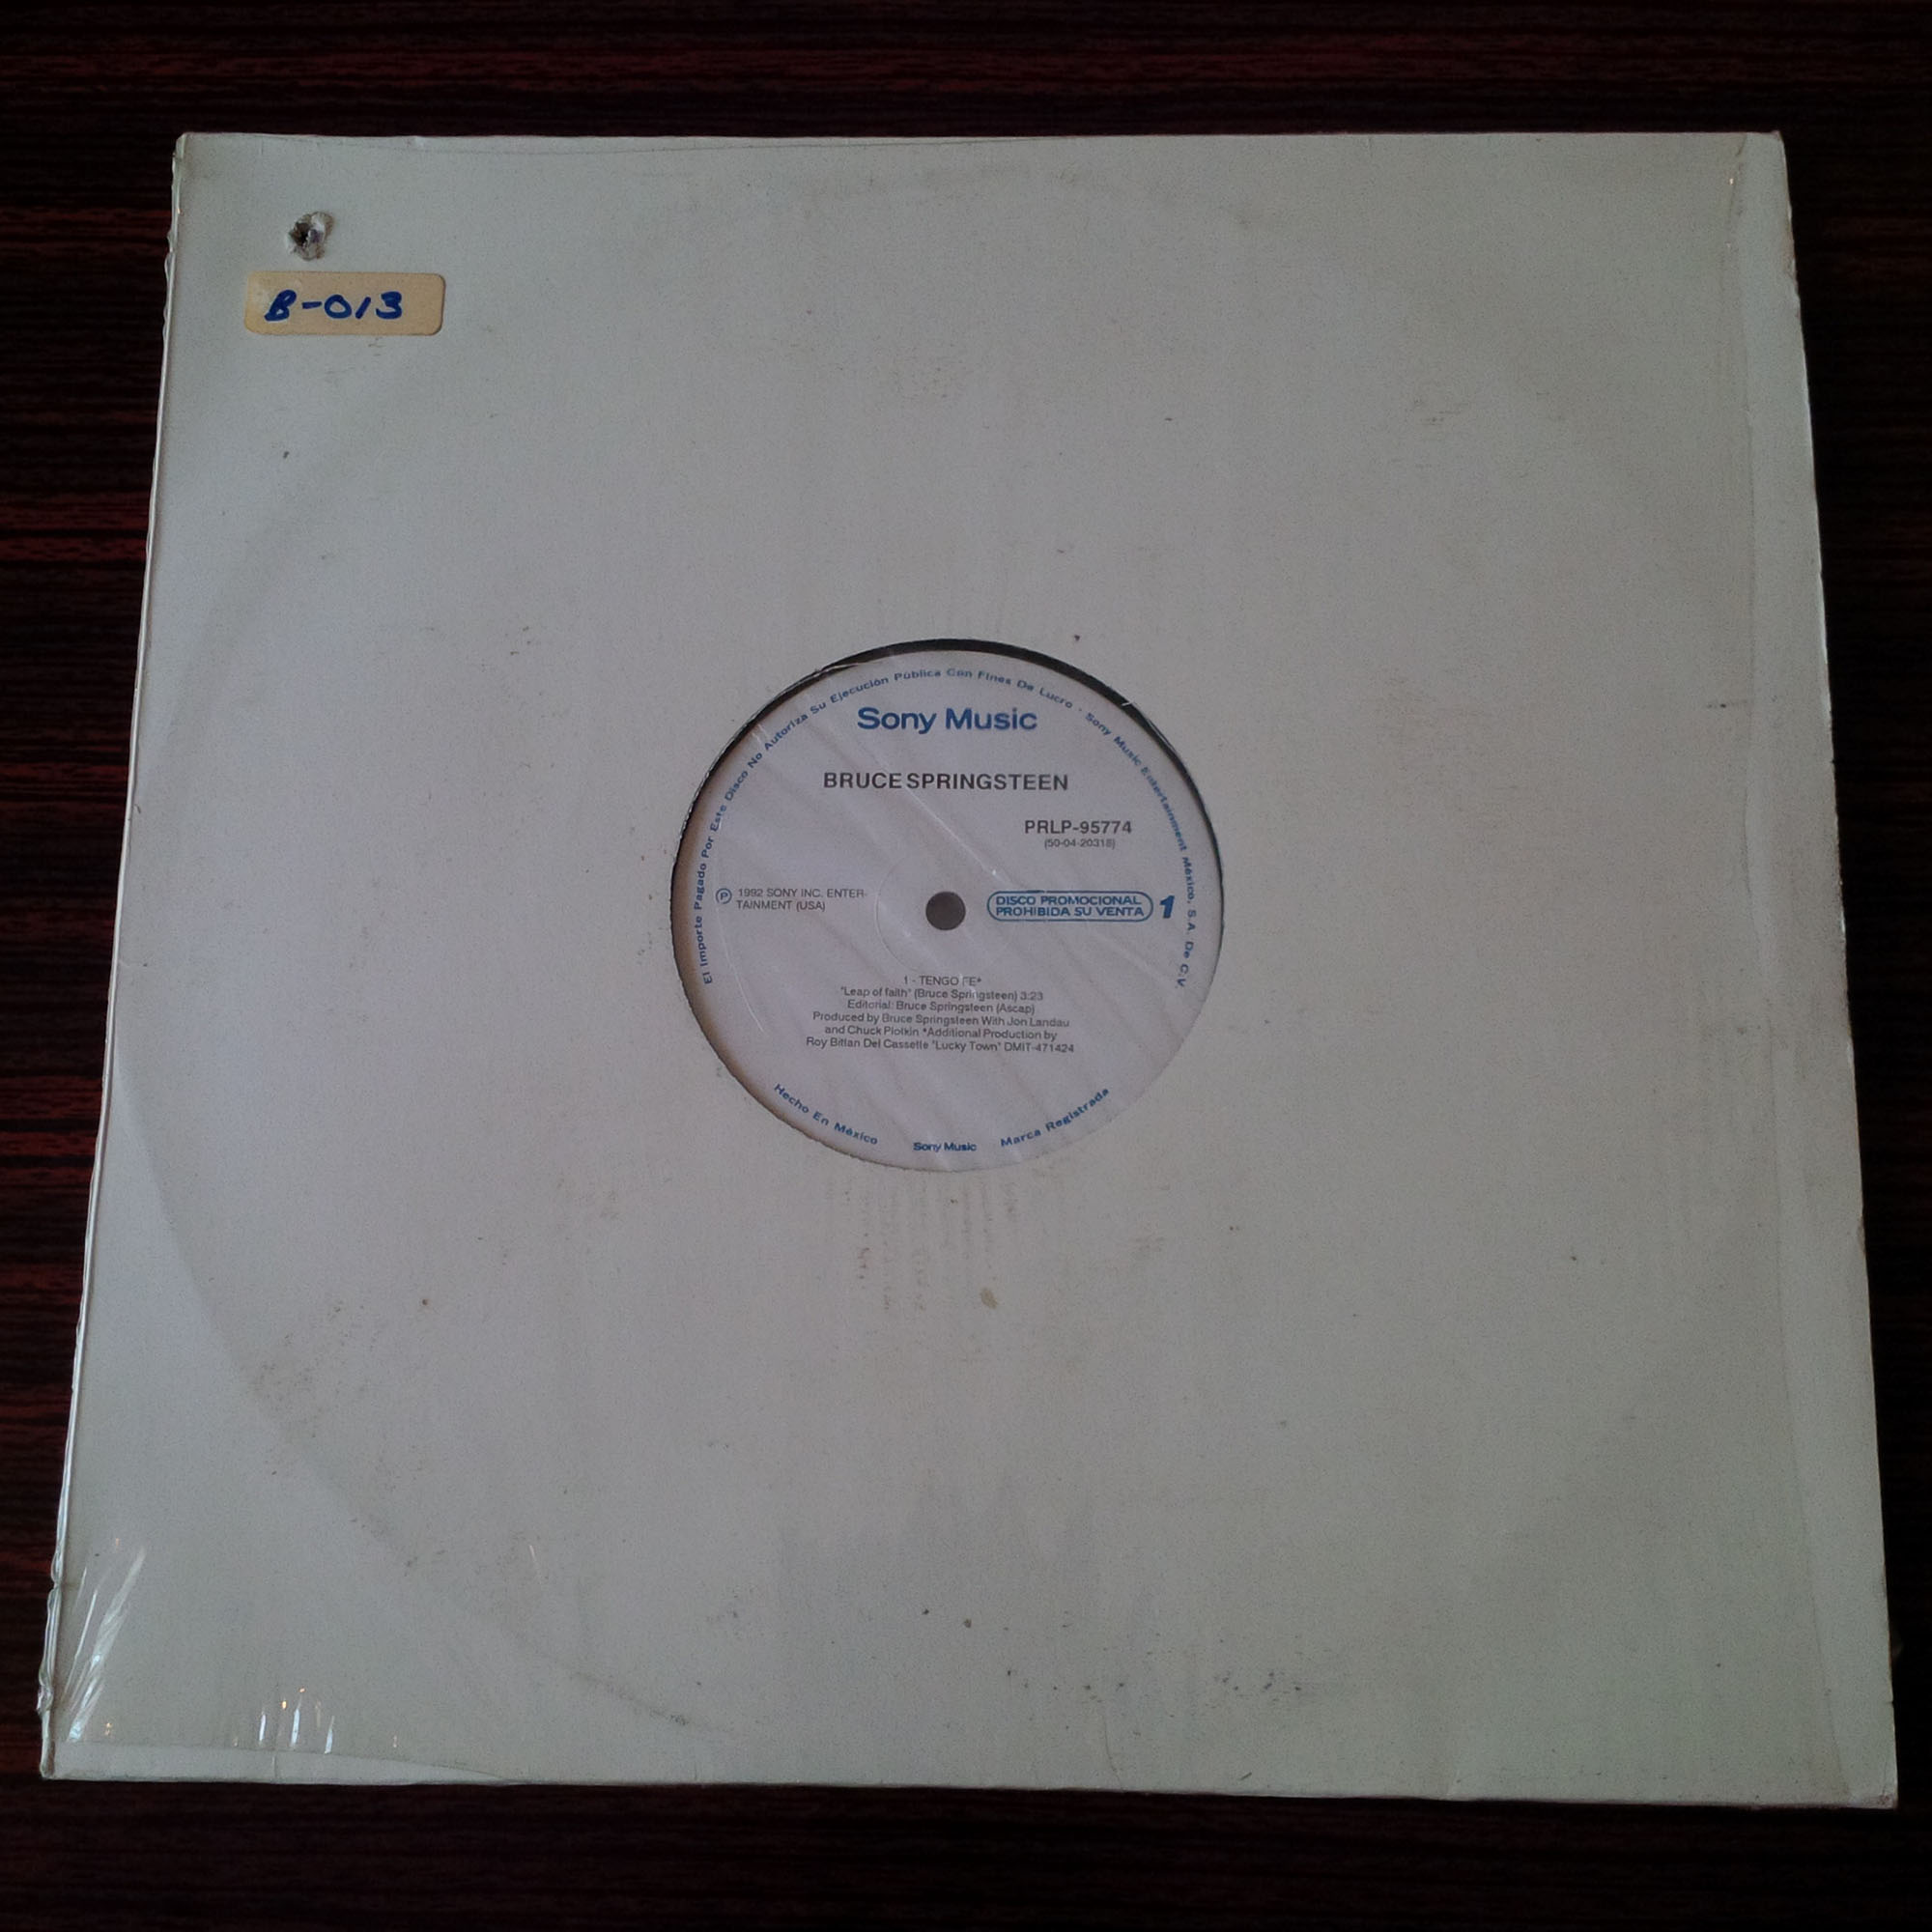 B-013
El Importe Pagado Por Este Disco No Autoriza Su Ejecución Pública Con Fines De Lucro - Sony Music Entertainment México, S.A. De C.V.
Sony Music
BRUCE SPRINGSTEEN
PRLP-95774
(50-04-20318)
Ⓟ 1992 SONY INC. ENTER-
TAINMENT (USA)
DISCO PROMOCIONAL
PROHIBIDA SU VENTA
1
1 - TENGO FE*
"Leap of faith" (Bruce Springsteen) 3:23
Editorial: Bruce Springsteen (Ascap)
Produced by Bruce Springsteen With Jon Landau
and Chuck Plotkin *Additional Production by
Roy Bittan Del Cassette "Lucky Town" DMIT-471424
Hecho En México Sony Music Marca Registrada